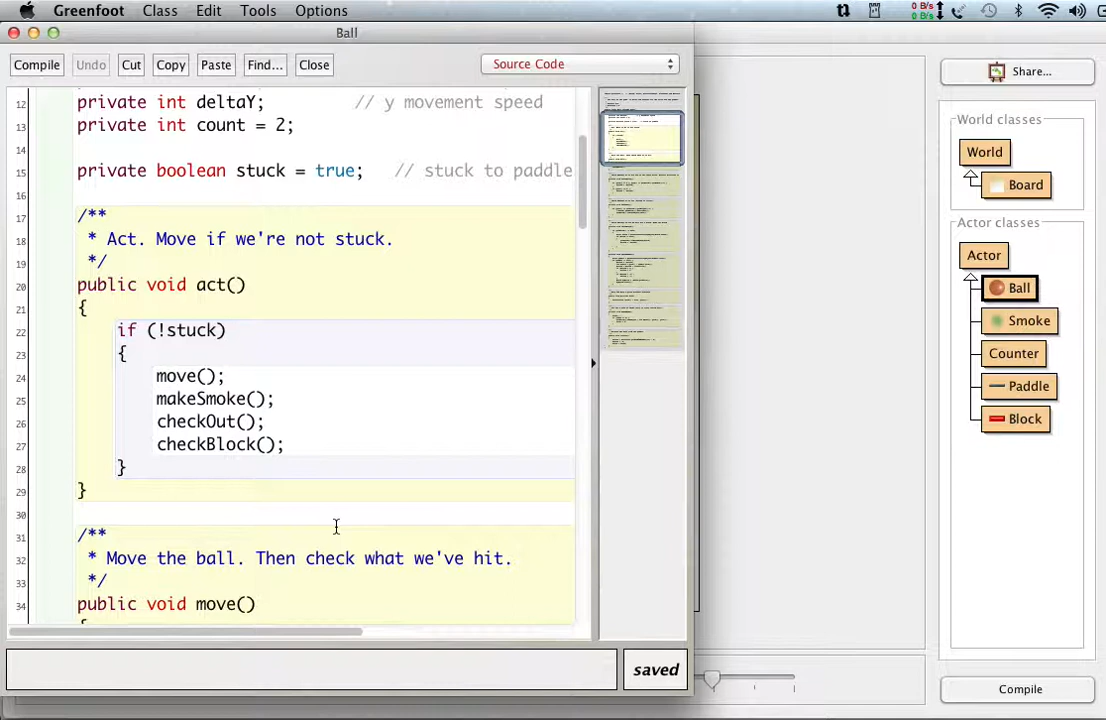 Greenfoot Class Edit Tools Options
0 B/s
0 B/s
Ball
Compile Undo Cut Copy Paste Find... Close Source Code
Share...
12 private int deltaY; // y movement speed
13 private int count = 2;
14
15 private boolean stuck = true; // stuck to paddle
16
17 /**
18 * Act. Move if we're not stuck.
19 */
20 public void act()
21 {
22 if (!stuck)
23 {
24 move();
25 makeSmoke();
26 checkOut();
27 checkBlock();
28 }
29 }
30
31 /**
32 * Move the ball. Then check what we've hit.
33 */
34 public void move()
{
saved
World classes
World
Board
Actor classes
Actor
Ball
Smoke
Counter
Paddle
Block
Compile